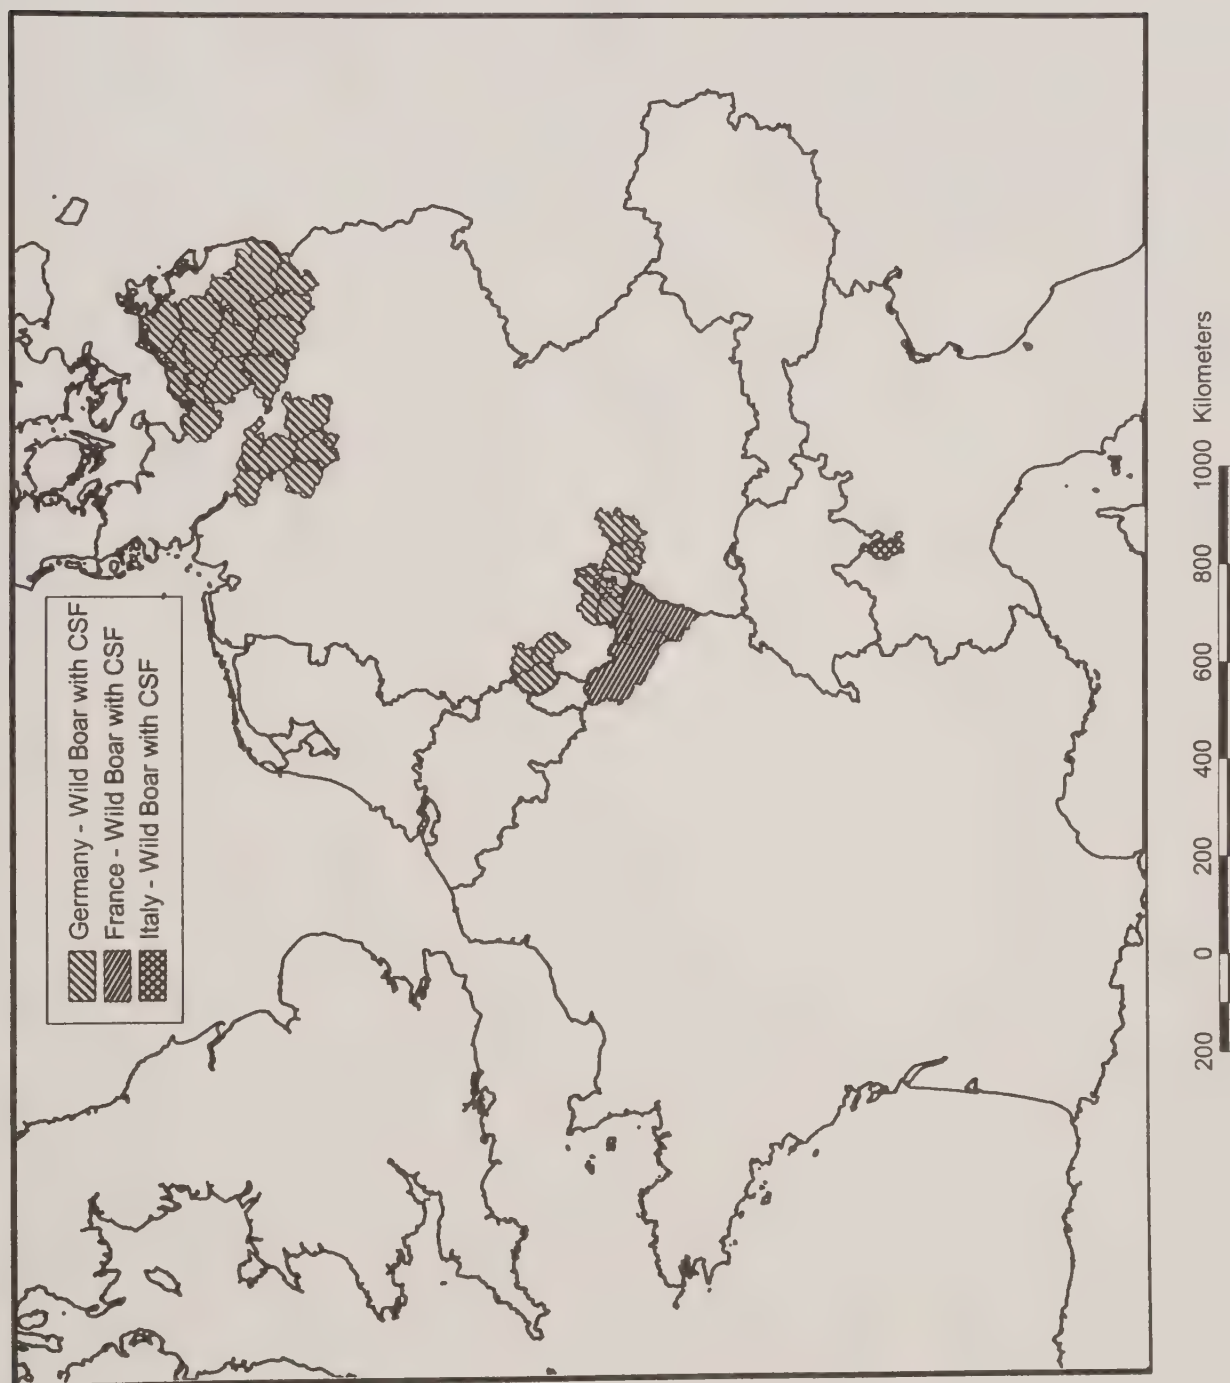 Germany - Wild Boar with CSF
France - Wild Boar with CSF
Italy - Wild Boar with CSF
200 0 200 400 600 800 1000 Kilometers